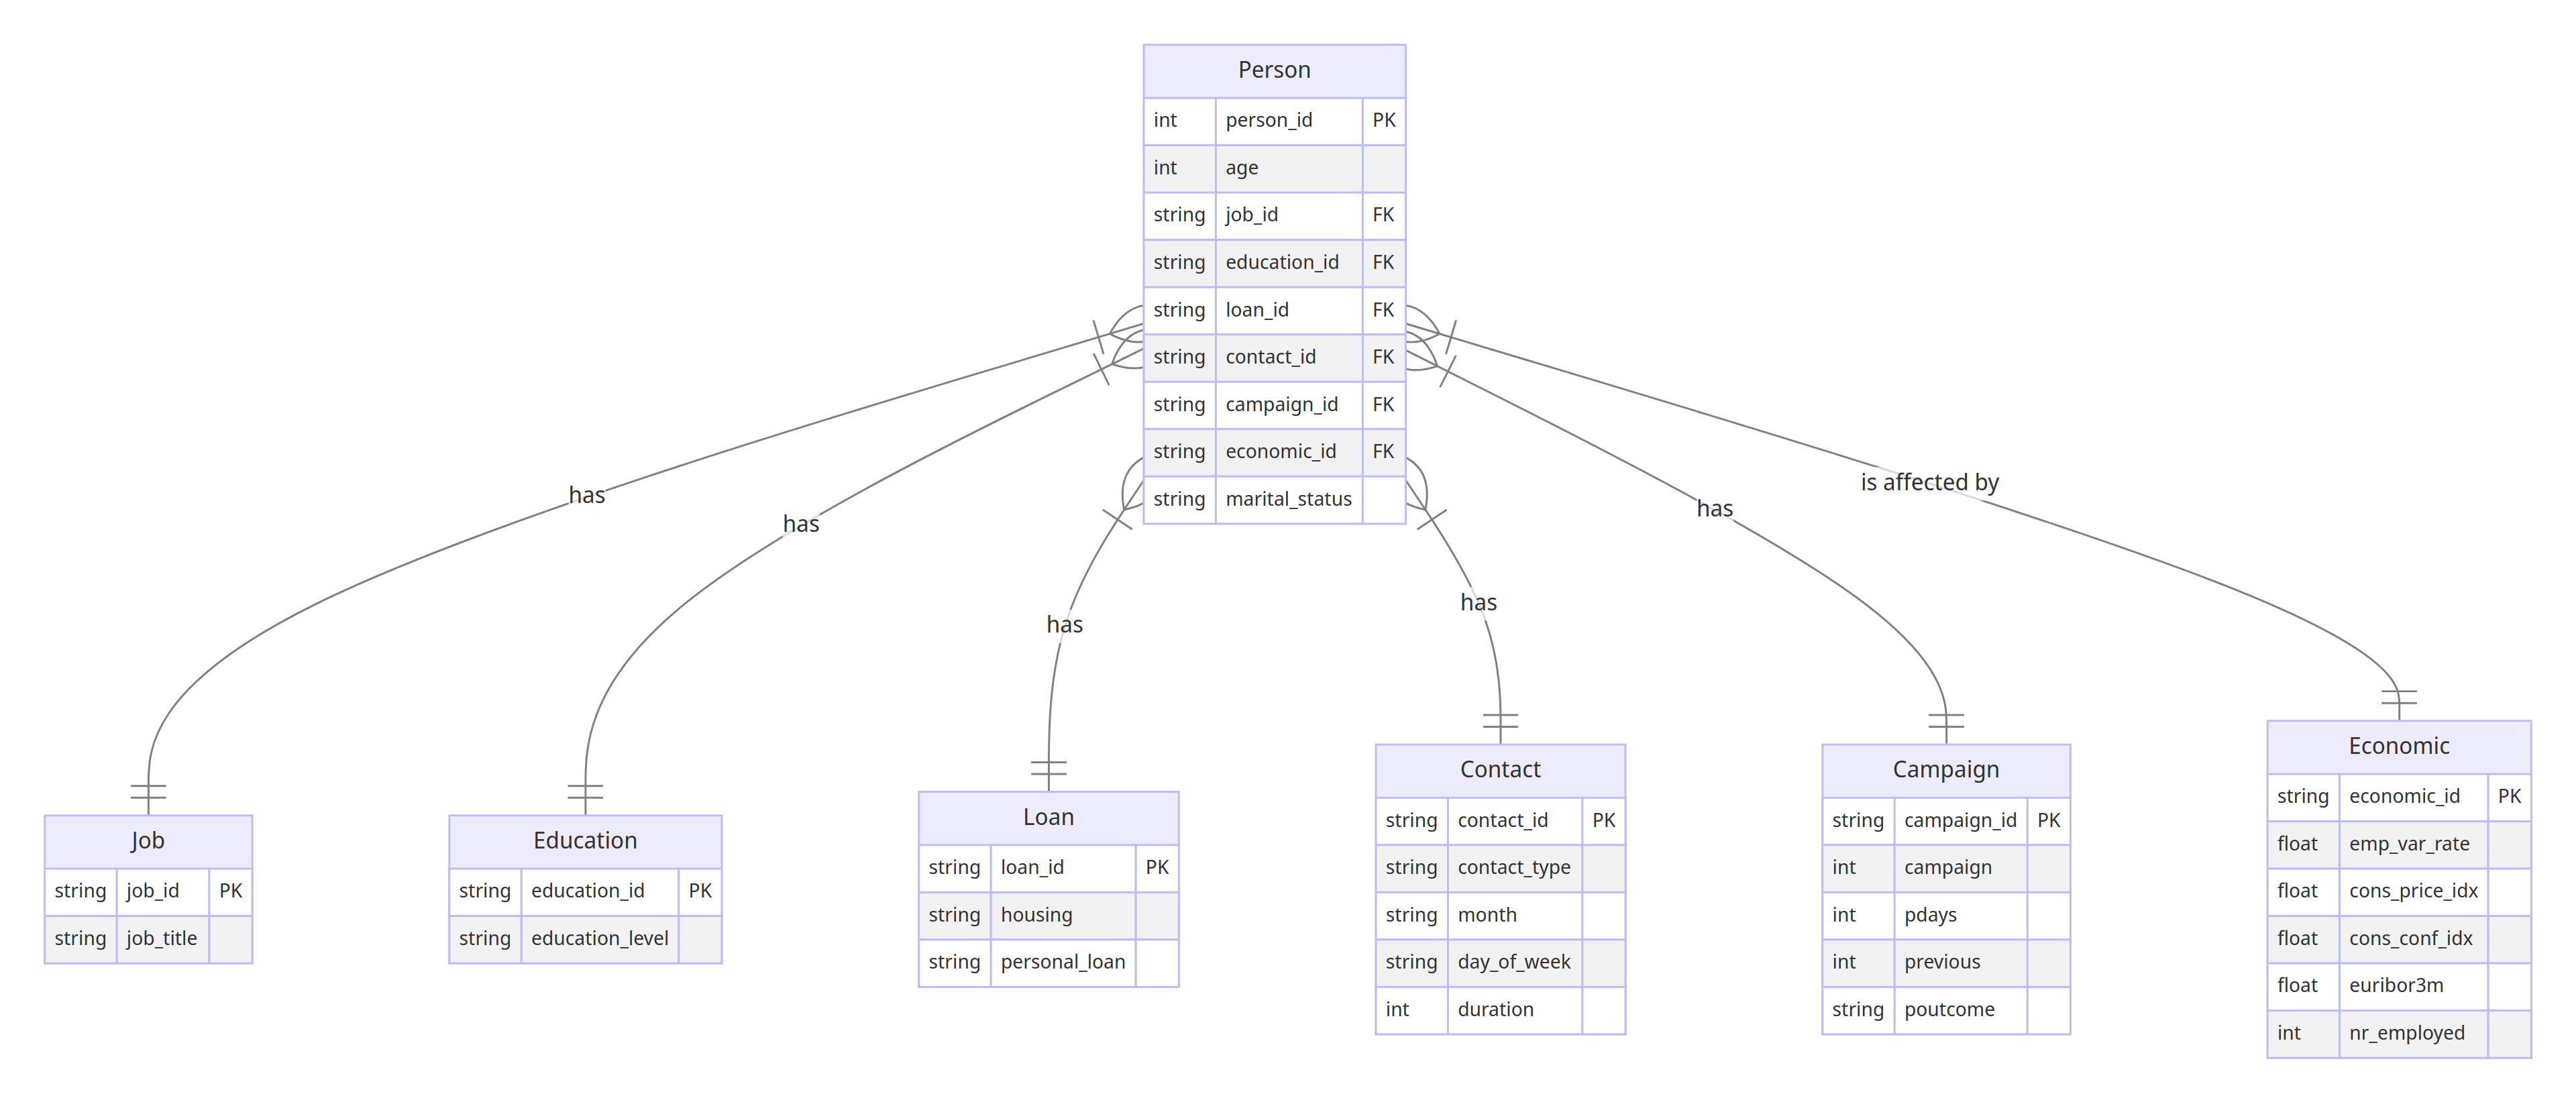 Person
int person_id PK
int age
string job_id FK
string education_id FK
string loan_id FK
string contact_id FK
string campaign_id FK
string economic_id FK
string marital_status
has
has
has
has
has
is affected by
Job
string job_id PK
string job_title
Education
string education_id PK
string education_level
Loan
string loan_id PK
string housing
string personal_loan
Contact
string contact_id PK
string contact_type
string month
string day_of_week
int duration
Campaign
string campaign_id PK
int campaign
int pdays
int previous
string poutcome
Economic
string economic_id PK
float emp_var_rate
float cons_price_idx
float cons_conf_idx
float euribor3m
int nr_employed